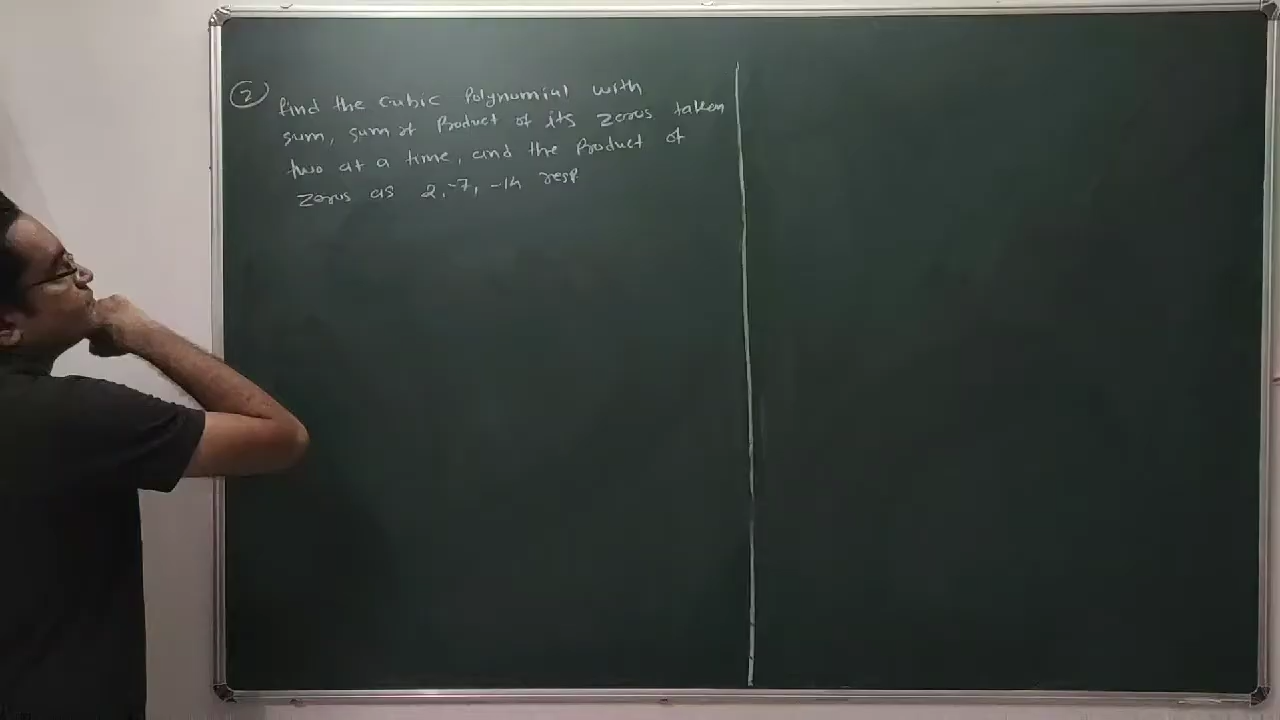 2 find the cubic Polynomial with
sum, sum of Product of its zeros taken
two at a time, and the Product of
zeros as 2, -7, -14 resp